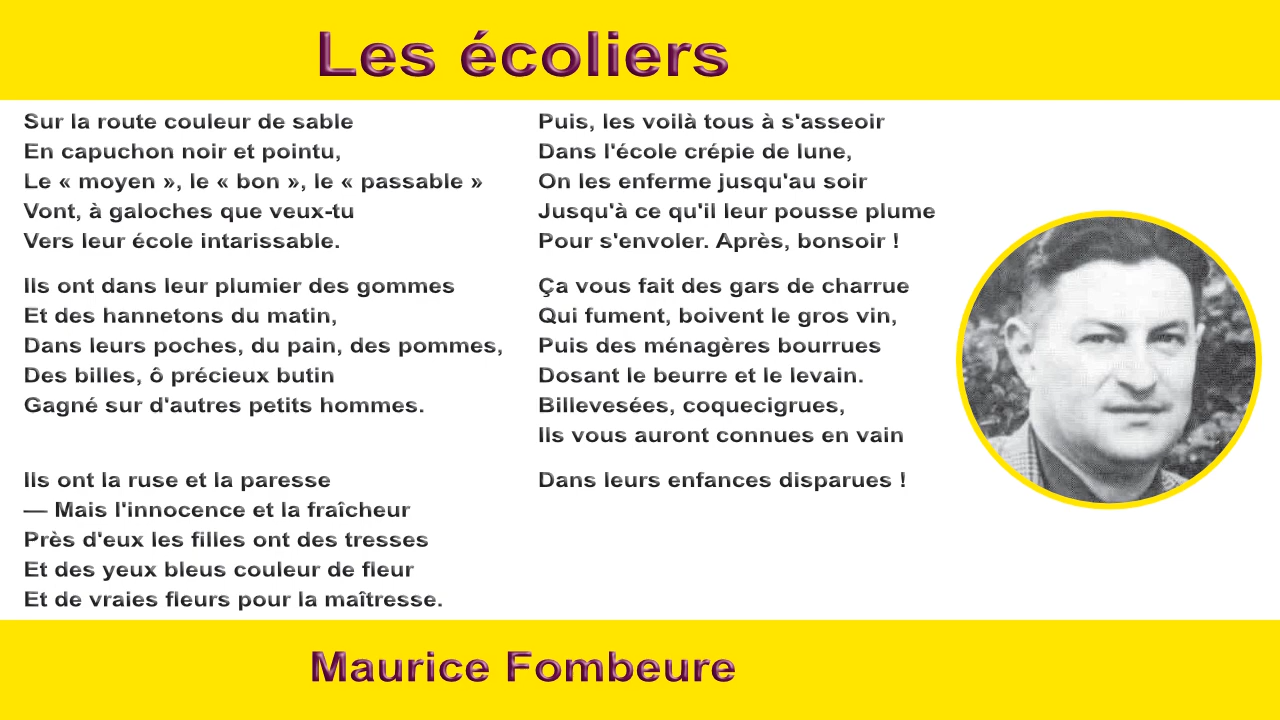 Les écoliers
Sur la route couleur de sable
En capuchon noir et pointu,
Le « moyen », le « bon », le « passable »
Vont, à galoches que veux-tu
Vers leur école intarissable.
Ils ont dans leur plumier des gommes
Et des hannetons du matin,
Dans leurs poches, du pain, des pommes,
Des billes, ô précieux butin
Gagné sur d'autres petits hommes.
Ils ont la ruse et la paresse
— Mais l'innocence et la fraîcheur
Près d'eux les filles ont des tresses
Et des yeux bleus couleur de fleur
Et de vraies fleurs pour la maîtresse.
Puis, les voilà tous à s'asseoir
Dans l'école crépie de lune,
On les enferme jusqu'au soir
Jusqu'à ce qu'il leur pousse plume
Pour s'envoler. Après, bonsoir !
Ça vous fait des gars de charrue
Qui fument, boivent le gros vin,
Puis des ménagères bourrues
Dosant le beurre et le levain.
Billevesées, coquecigrues,
Ils vous auront connues en vain
Dans leurs enfances disparues !
Maurice Fombeure